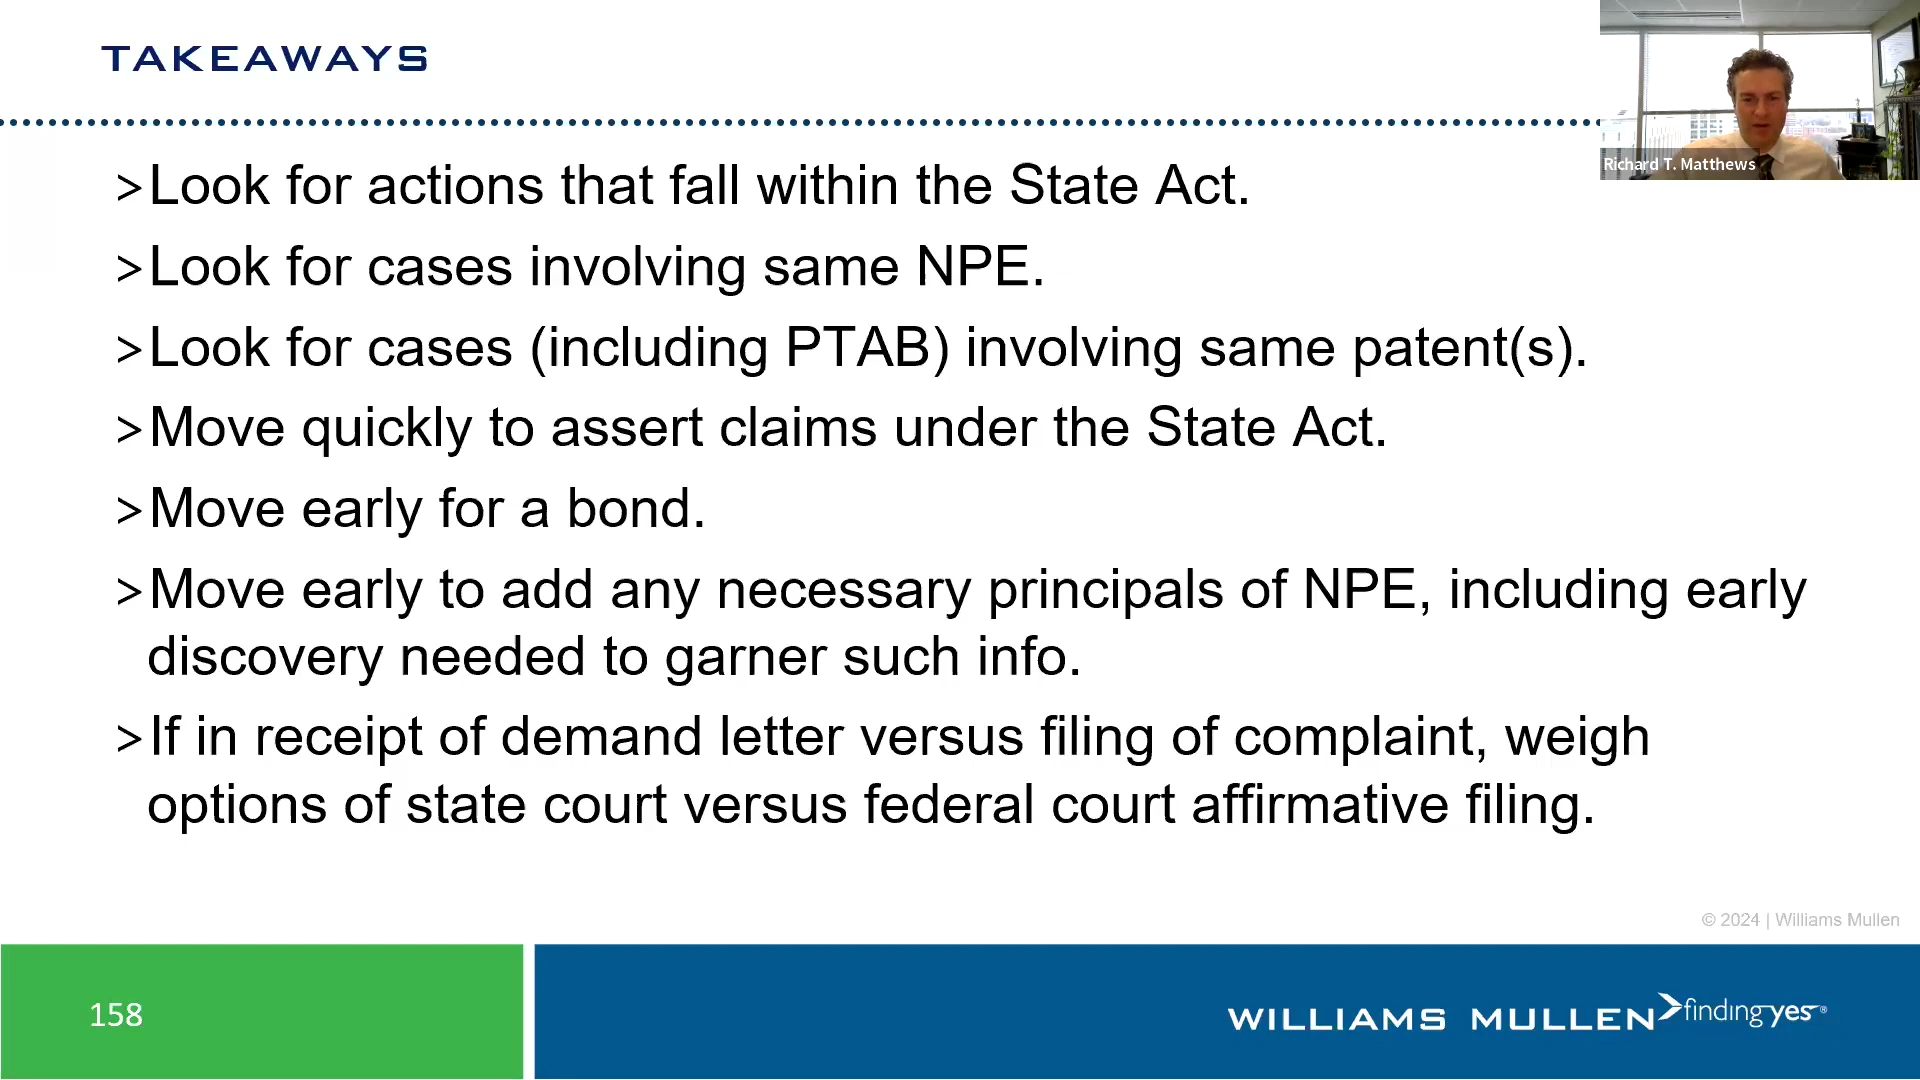 TAKEAWAYS
Richard T. Matthews
>Look for actions that fall within the State Act.
>Look for cases involving same NPE.
>Look for cases (including PTAB) involving same patent(s).
>Move quickly to assert claims under the State Act.
>Move early for a bond.
>Move early to add any necessary principals of NPE, including early
discovery needed to garner such info.
>If in receipt of demand letter versus filing of complaint, weigh
options of state court versus federal court affirmative filing.
© 2024 | Williams Mullen
158
WILLIAMS MULLEN finding yes®